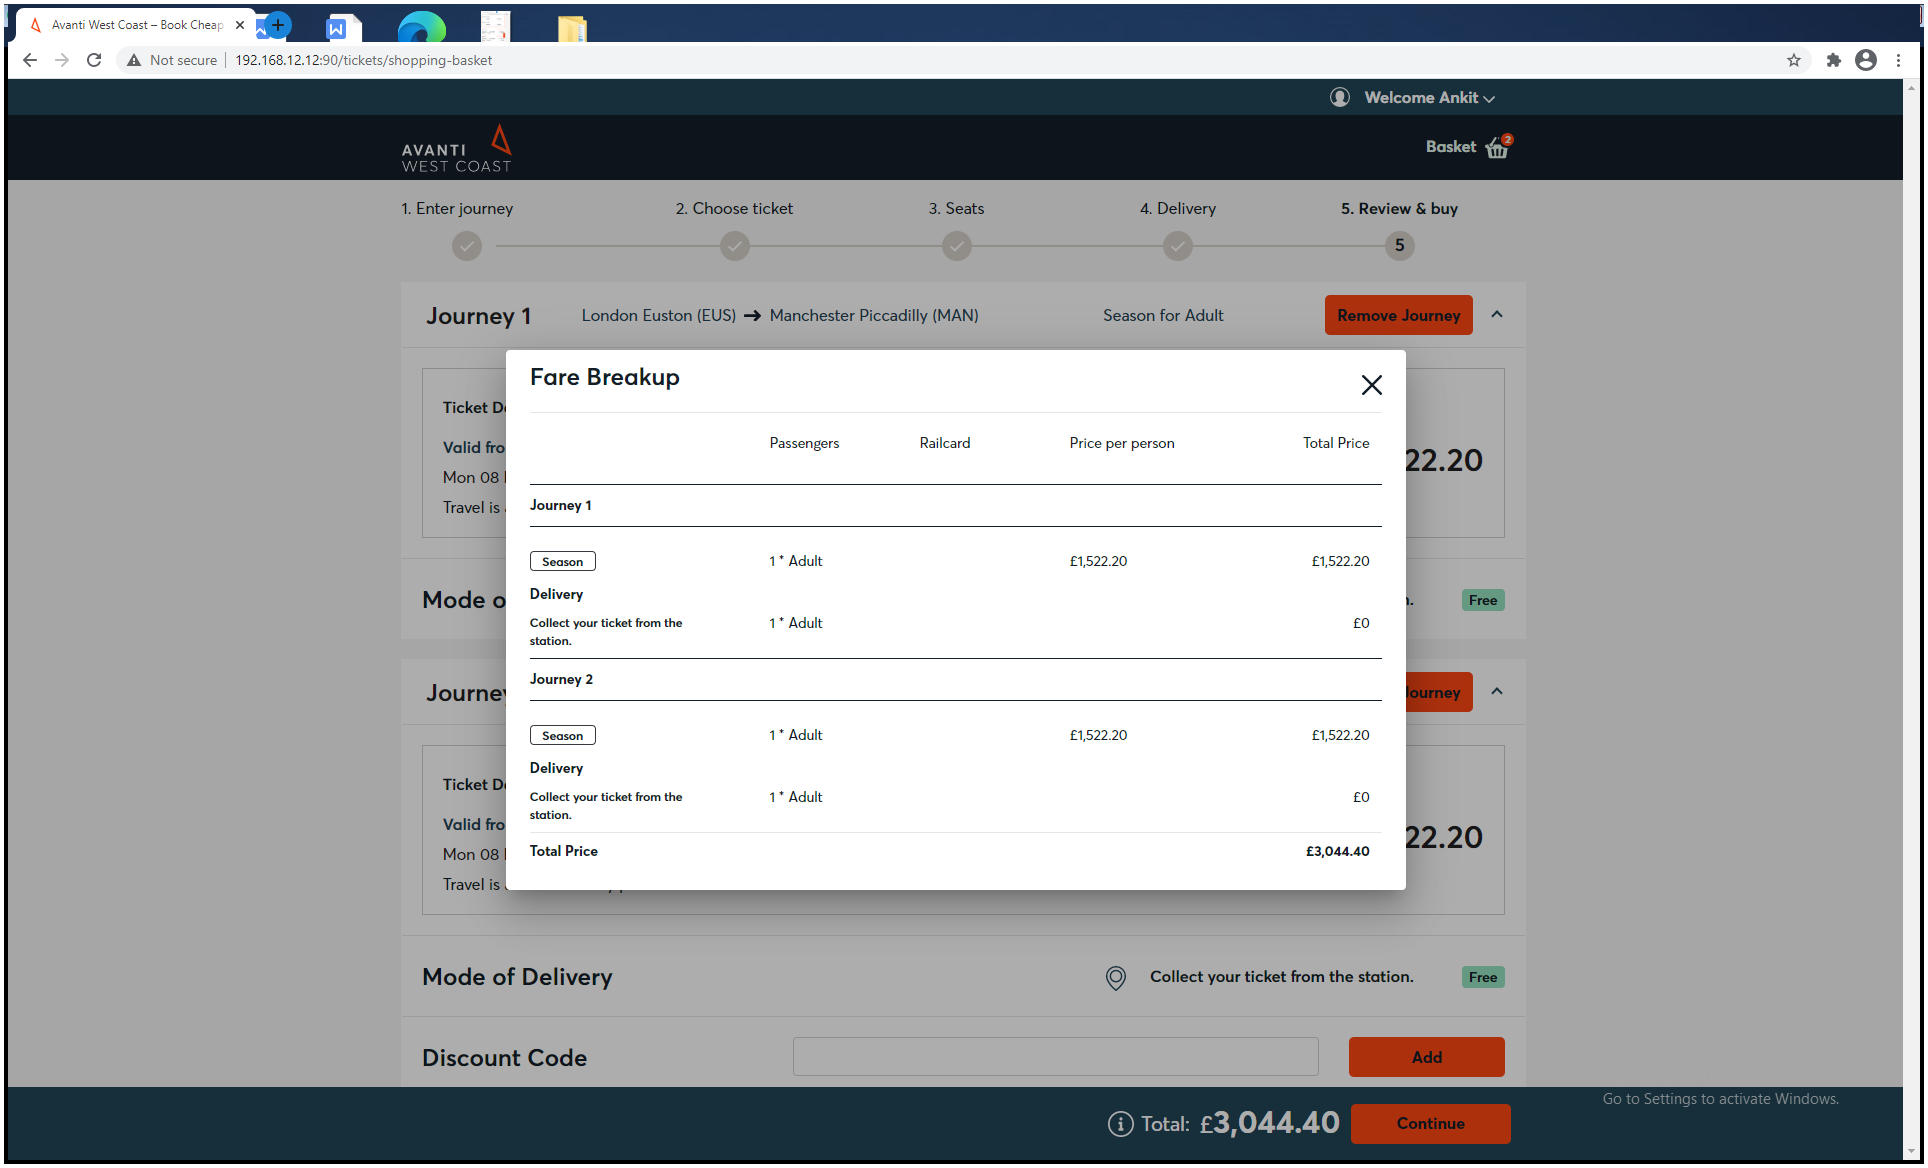 Avanti West Coast – Book Cheap
Not secure 192.168.12.12:90/tickets/shopping-basket
Welcome Ankit
AVANTI
WEST COAST
Basket 2
1. Enter journey 2. Choose ticket 3. Seats 4. Delivery 5. Review & buy
5
Journey 1 London Euston (EUS) Manchester Piccadilly (MAN) Season for Adult Remove Journey
Fare Breakup
Passengers Railcard Price per person Total Price
Journey 1
Season 1 * Adult £1,522.20 £1,522.20
Delivery
Collect your ticket from the 1 * Adult £0
station.
Journey 2
Season 1 * Adult £1,522.20 £1,522.20
Delivery
Collect your ticket from the 1 * Adult £0
station.
Total Price £3,044.40
Ticket
Valid
Mon 08
Travel is
22.20
Mode
Free
Journey
Ticket
Valid
Mon 08
Travel is
22.20
Mode of Delivery Collect your ticket from the station. Free
Discount Code Add
Total: £3,044.40 Continue
Go to Settings to activate Windows.